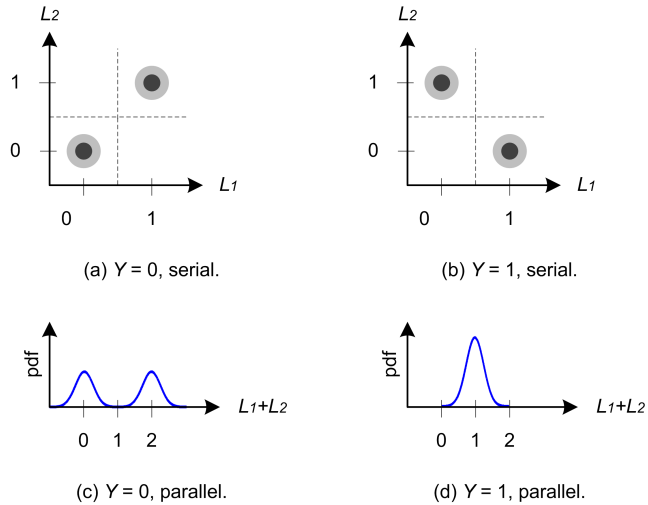 L2
1
0
L1
0 1
(a) Y = 0, serial.
L2
1
0
L1
0 1
(b) Y = 1, serial.
pdf
L1+L2
0 1 2
(c) Y = 0, parallel.
pdf
L1+L2
0 1 2
(d) Y = 1, parallel.